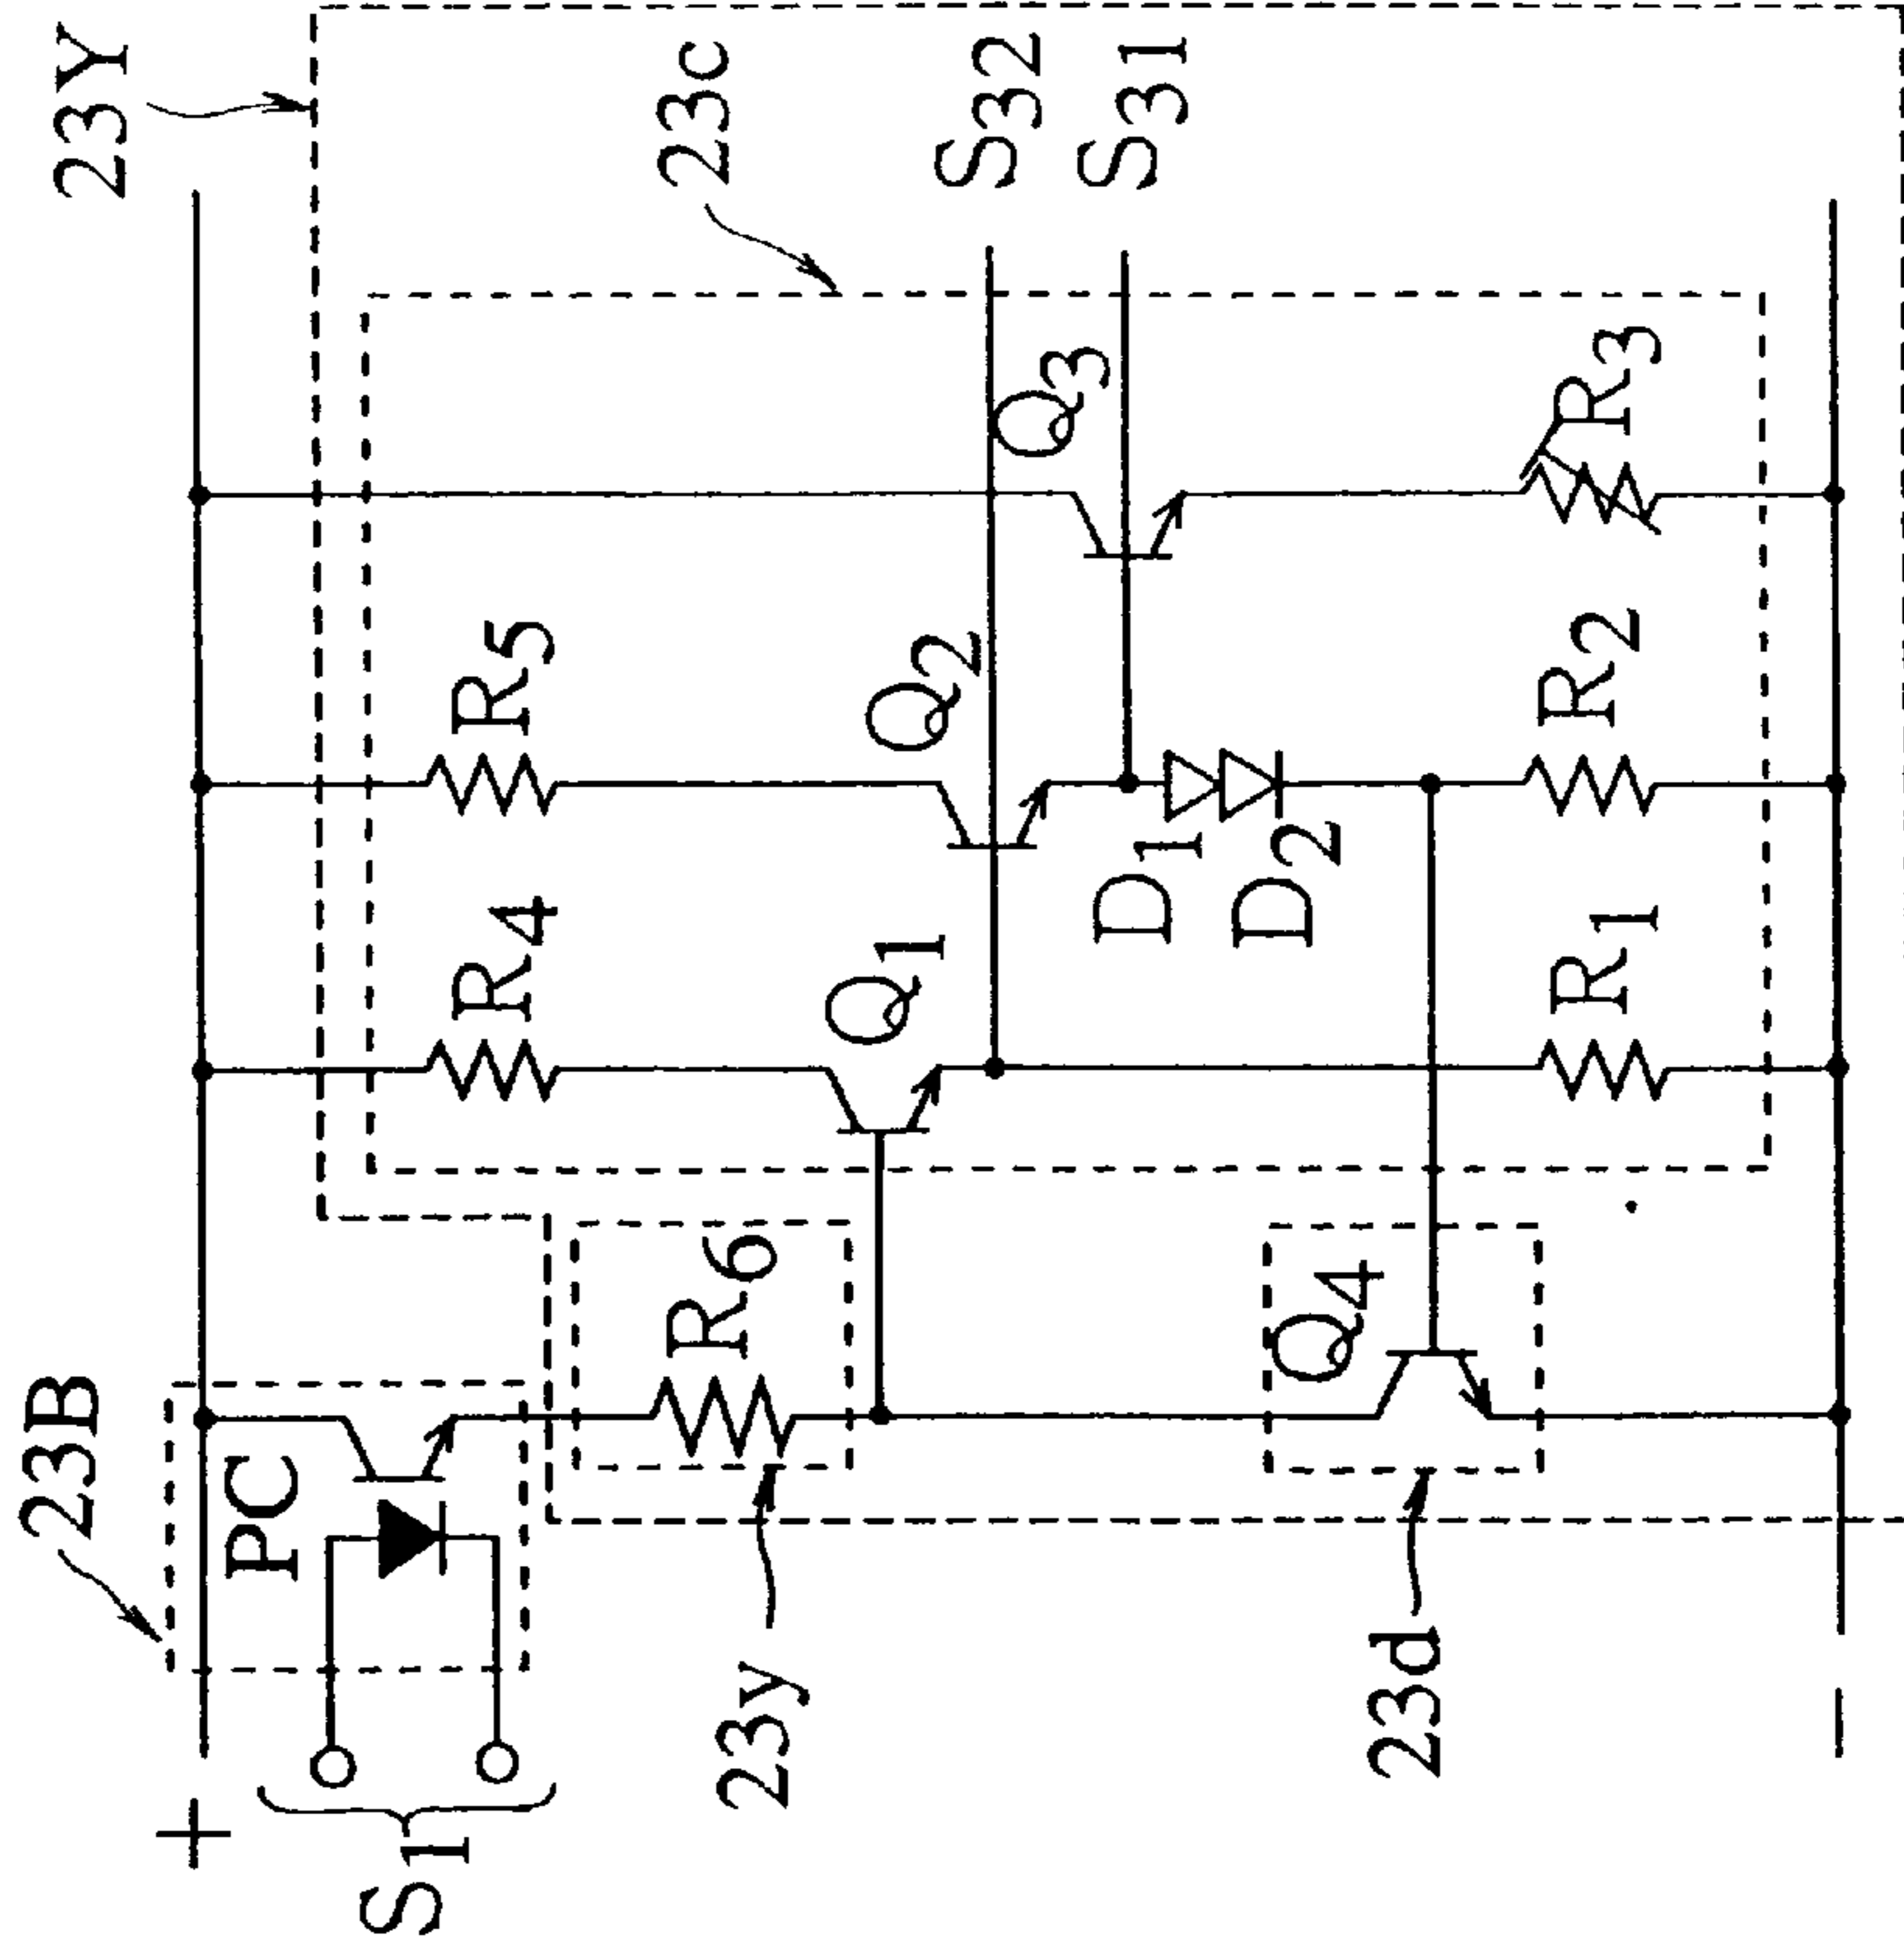 23Y
23B
23c
S32
S31
+
PC
S1
R4
R5
Q1
Q2
Q3
R6
23y
D1
D2
Q4
23d
R1
R2
R3
−